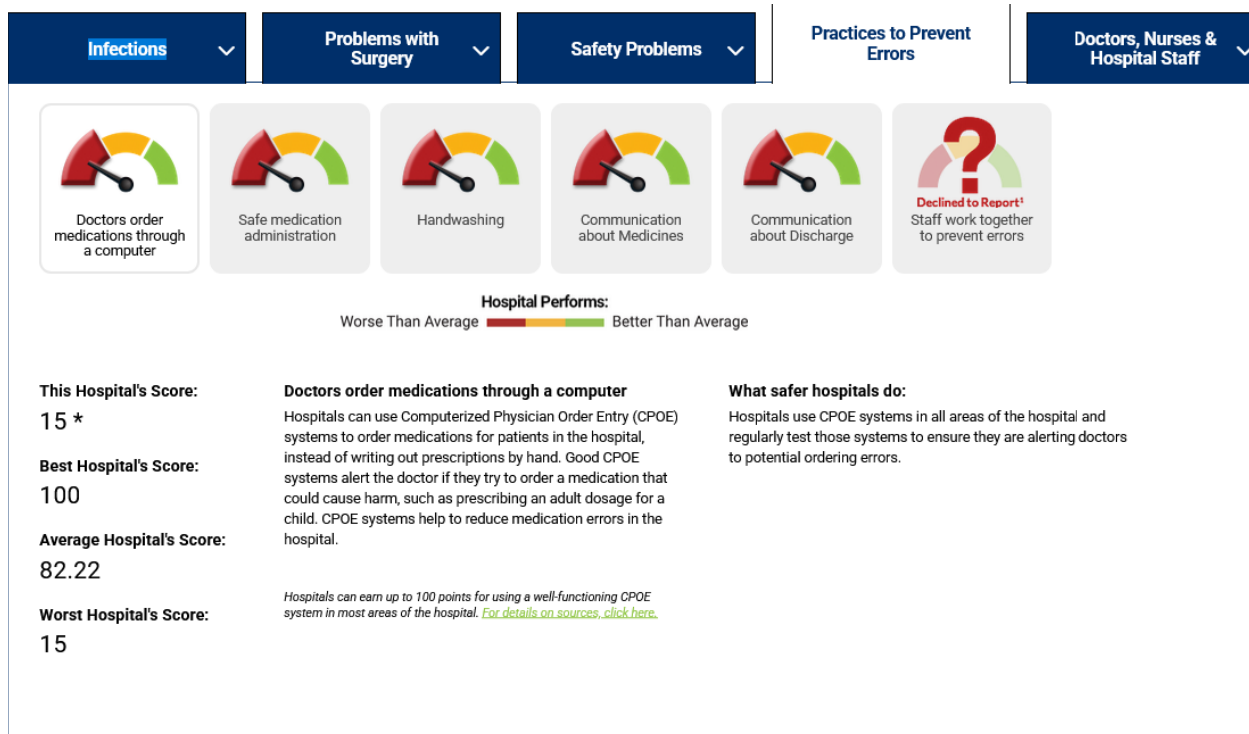 Infections
Problems with
Surgery
Safety Problems
Practices to Prevent
Errors
Doctors, Nurses &
Hospital Staff
Doctors order
medications through
a computer
Safe medication
administration
Handwashing
Communication
about Medicines
Communication
about Discharge
?
Declined to Report¹
Staff work together
to prevent errors
Hospital Performs:
Worse Than Average Better Than Average
This Hospital's Score:
15 *
Best Hospital's Score:
100
Average Hospital's Score:
82.22
Worst Hospital's Score:
15
Doctors order medications through a computer
Hospitals can use Computerized Physician Order Entry (CPOE)
systems to order medications for patients in the hospital,
instead of writing out prescriptions by hand. Good CPOE
systems alert the doctor if they try to order a medication that
could cause harm, such as prescribing an adult dosage for a
child. CPOE systems help to reduce medication errors in the
hospital.
Hospitals can earn up to 100 points for using a well-functioning CPOE
system in most areas of the hospital. For details on sources, click here.
What safer hospitals do:
Hospitals use CPOE systems in all areas of the hospital and
regularly test those systems to ensure they are alerting doctors
to potential ordering errors.